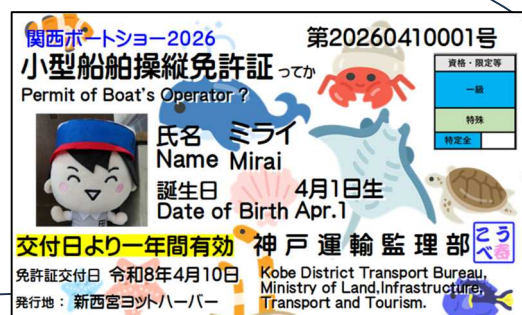 関西ボートショー2026
第20260410001号
小型船舶操縦免許証 ってか
Permit of Boat's Operator ?
資格・限定等
一級
特殊
特定全
氏名 ミライ
Name Mirai
誕生日 4月1日生
Date of Birth Apr.1
交付日より一年間有効 神戸運輸監理部
こうべ
免許証交付日 令和8年4月10日
発行地：新西宮ヨットハーバー
Kobe District Transport Bureau,
Ministry of Land,Infrastructure,
Transport and Tourism.